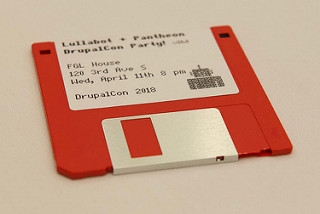 Lullabot + Pantheon
DrupalCon Party!
FGL House
120 3rd Ave S
Wed, April 11th 8 pm
DrupalCon 2018